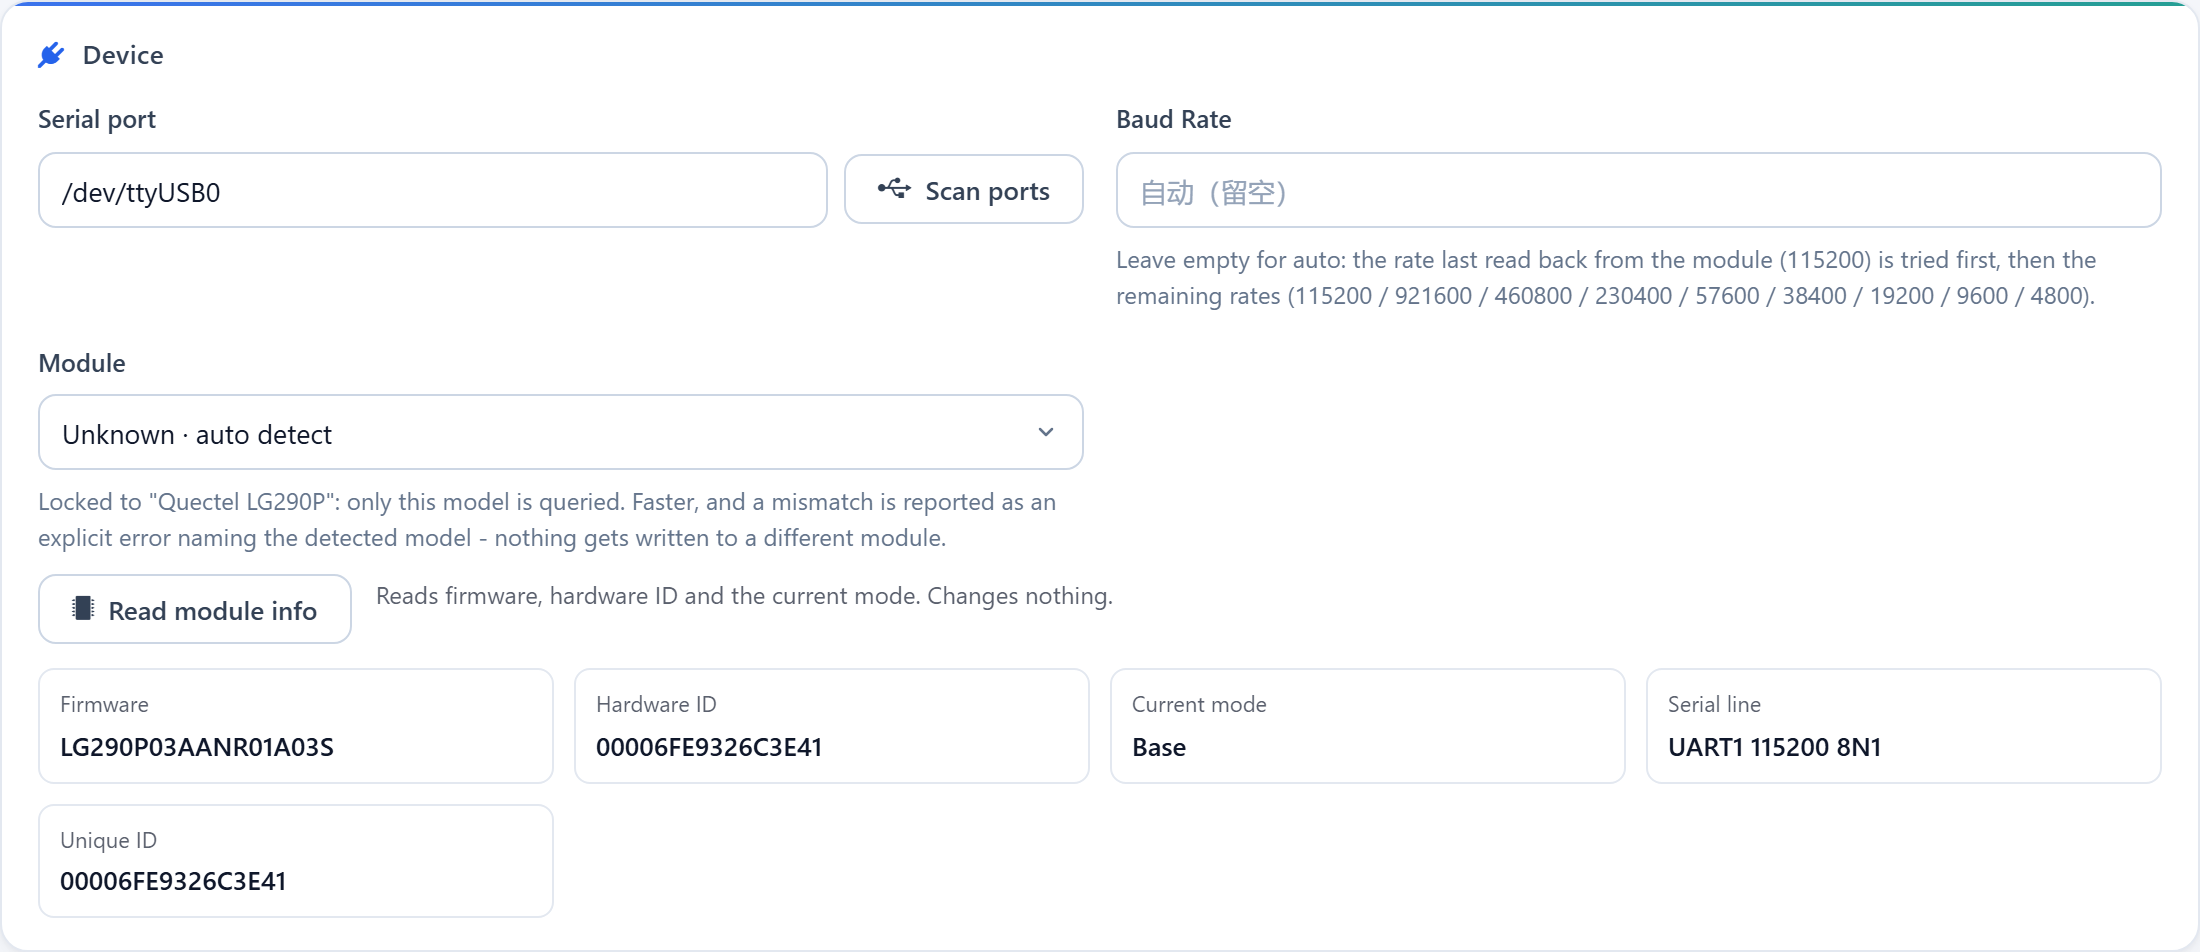 Device
Serial port
/dev/ttyUSB0
Scan ports
Baud Rate
自动（留空）
Leave empty for auto: the rate last read back from the module (115200) is tried first, then the
remaining rates (115200 / 921600 / 460800 / 230400 / 57600 / 38400 / 19200 / 9600 / 4800).
Module
Unknown · auto detect
Locked to "Quectel LG290P": only this model is queried. Faster, and a mismatch is reported as an
explicit error naming the detected model - nothing gets written to a different module.
Read module info
Reads firmware, hardware ID and the current mode. Changes nothing.
Firmware
LG290P03AANR01A03S
Hardware ID
00006FE9326C3E41
Current mode
Base
Serial line
UART1 115200 8N1
Unique ID
00006FE9326C3E41